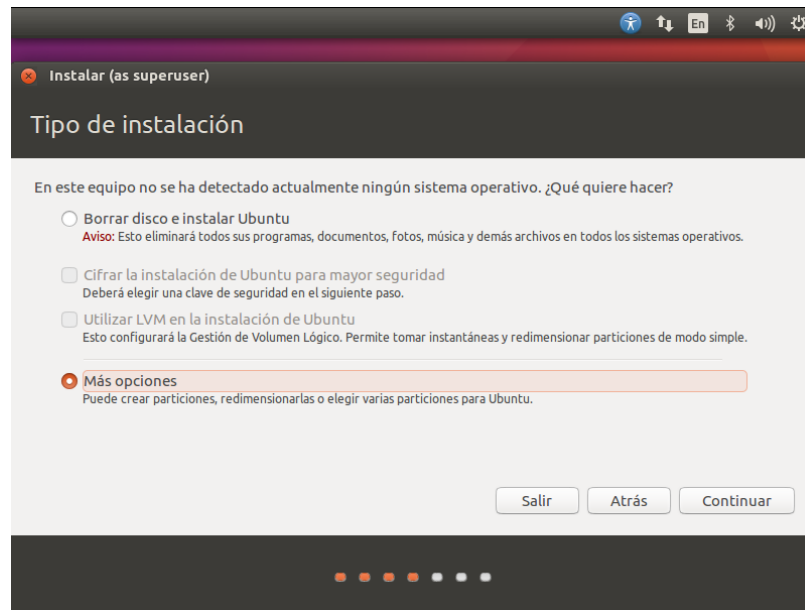 En
Instalar (as superuser)
Tipo de instalación
En este equipo no se ha detectado actualmente ningún sistema operativo. ¿Qué quiere hacer?
Borrar disco e instalar Ubuntu
Aviso: Esto eliminará todos sus programas, documentos, fotos, música y demás archivos en todos los sistemas operativos.
Cifrar la instalación de Ubuntu para mayor seguridad
Deberá elegir una clave de seguridad en el siguiente paso.
Utilizar LVM en la instalación de Ubuntu
Esto configurará la Gestión de Volumen Lógico. Permite tomar instantáneas y redimensionar particiones de modo simple.
Más opciones
Puede crear particiones, redimensionarlas o elegir varias particiones para Ubuntu.
Salir Atrás Continuar